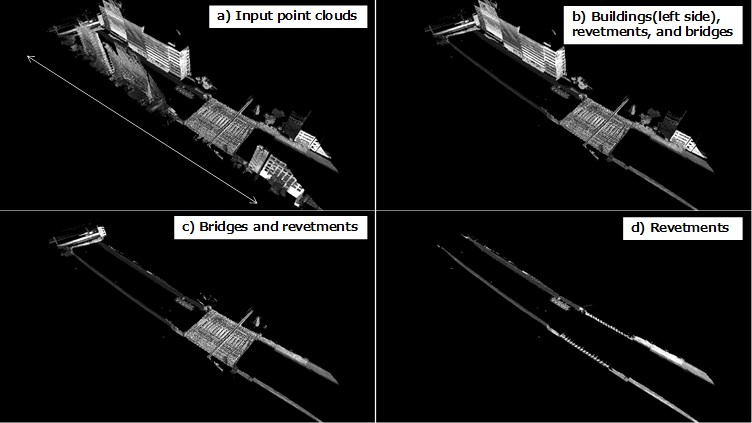 a) Input point clouds
b) Buildings(left side),
revetments, and bridges
c) Bridges and revetments
d) Revetments